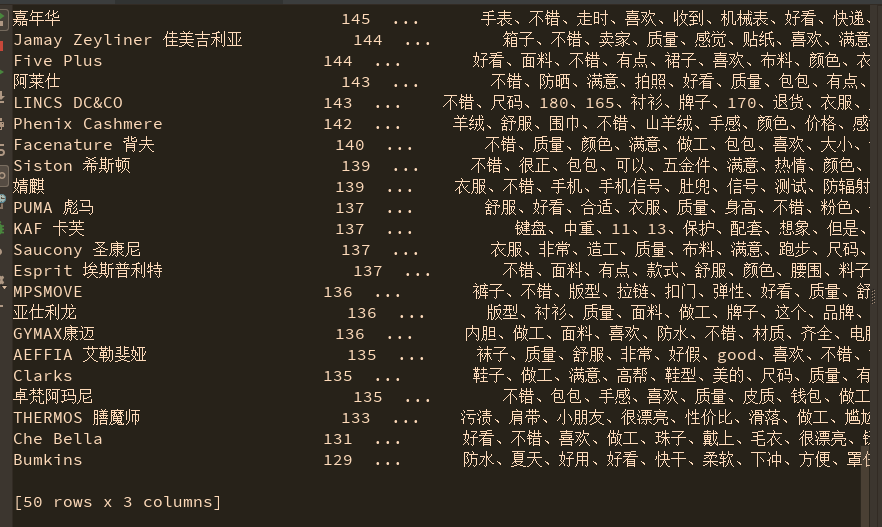 嘉年华 145 ... 手表、不错、走时、喜欢、收到、机械表、好看、快递、
Jamay Zeyliner 佳美吉利亚 144 ... 箱子、不错、卖家、质量、感觉、贴纸、喜欢、满意
Five Plus 144 ... 好看、面料、不错、有点、裙子、喜欢、布料、颜色、衣
阿莱仕 143 ... 不错、防晒、满意、拍照、好看、质量、包包、有点、
LINCS DC&CO 143 ... 不错、尺码、180、165、衬衫、牌子、170、退货、衣服、
Phenix Cashmere 142 ... 羊绒、舒服、围巾、不错、山羊绒、手感、颜色、价格、感
Facenature 背夫 140 ... 不错、质量、颜色、满意、做工、包包、喜欢、大小、
Siston 希斯顿 139 ... 不错、很正、包包、可以、五金件、满意、热情、颜色、
婧麒 139 ... 衣服、不错、手机、手机信号、肚兜、信号、测试、防辐射
PUMA 彪马 137 ... 舒服、好看、合适、衣服、质量、身高、不错、粉色、
KAF 卡芙 137 ... 键盘、中重、11、13、保护、配套、想象、但是、
Saucony 圣康尼 137 ... 衣服、非常、造工、质量、布料、满意、跑步、尺码、
Esprit 埃斯普利特 137 ... 不错、面料、有点、款式、舒服、颜色、腰围、料子
MPSMOVE 136 ... 裤子、不错、版型、拉链、扣门、弹性、好看、质量、舒
亚仕利龙 136 ... 版型、衬衫、质量、面料、做工、牌子、这个、品牌、
GYMAX康迈 136 ... 内胆、做工、面料、喜欢、防水、不错、材质、齐全、电脑
AEFFIA 艾勒斐娅 135 ... 袜子、质量、舒服、非常、好假、good、喜欢、不错、
Clarks 135 ... 鞋子、做工、满意、高帮、鞋型、美的、尺码、质量、有
卓梵阿玛尼 135 ... 不错、包包、手感、喜欢、质量、皮质、钱包、做工
THERMOS 膳魔师 133 ... 污渍、肩带、小朋友、很漂亮、性价比、滑落、做工、尴尬
Che Bella 131 ... 好看、不错、喜欢、做工、珠子、戴上、毛衣、很漂亮、
Bumkins 129 ... 防水、夏天、好用、好看、快干、柔软、下冲、方便、罩
[50 rows x 3 columns]